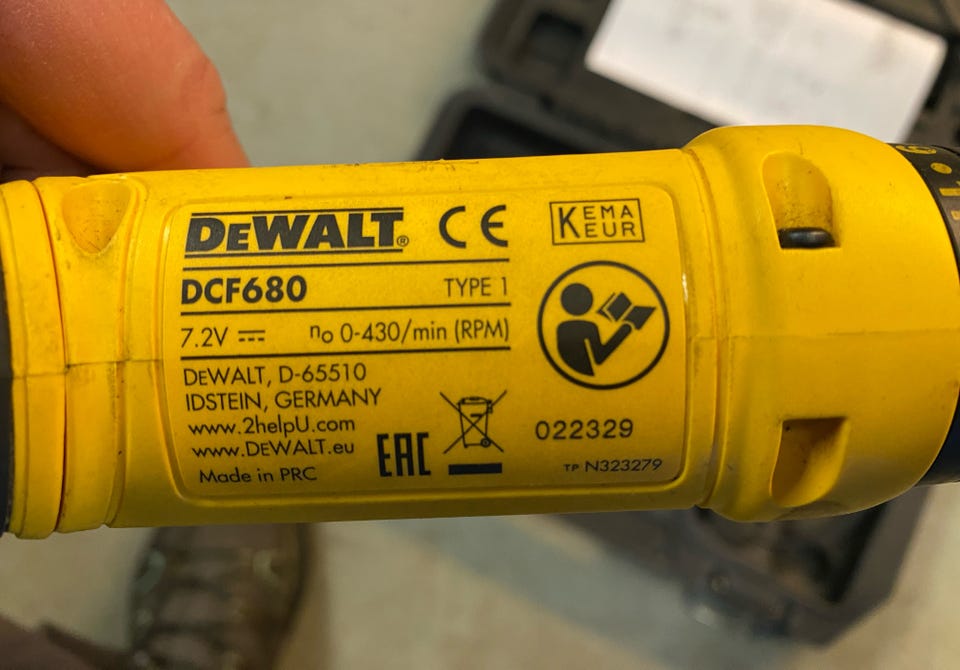 DEWALT®
CE
KEMA
KEUR
DCF680
TYPE 1
7.2V
n₀ 0-430/min (RPM)
DEWALT, D-65510
IDSTEIN, GERMANY
www.2helpU.com
www.DEWALT.eu
Made in PRC
EAC
022329
TP N323279